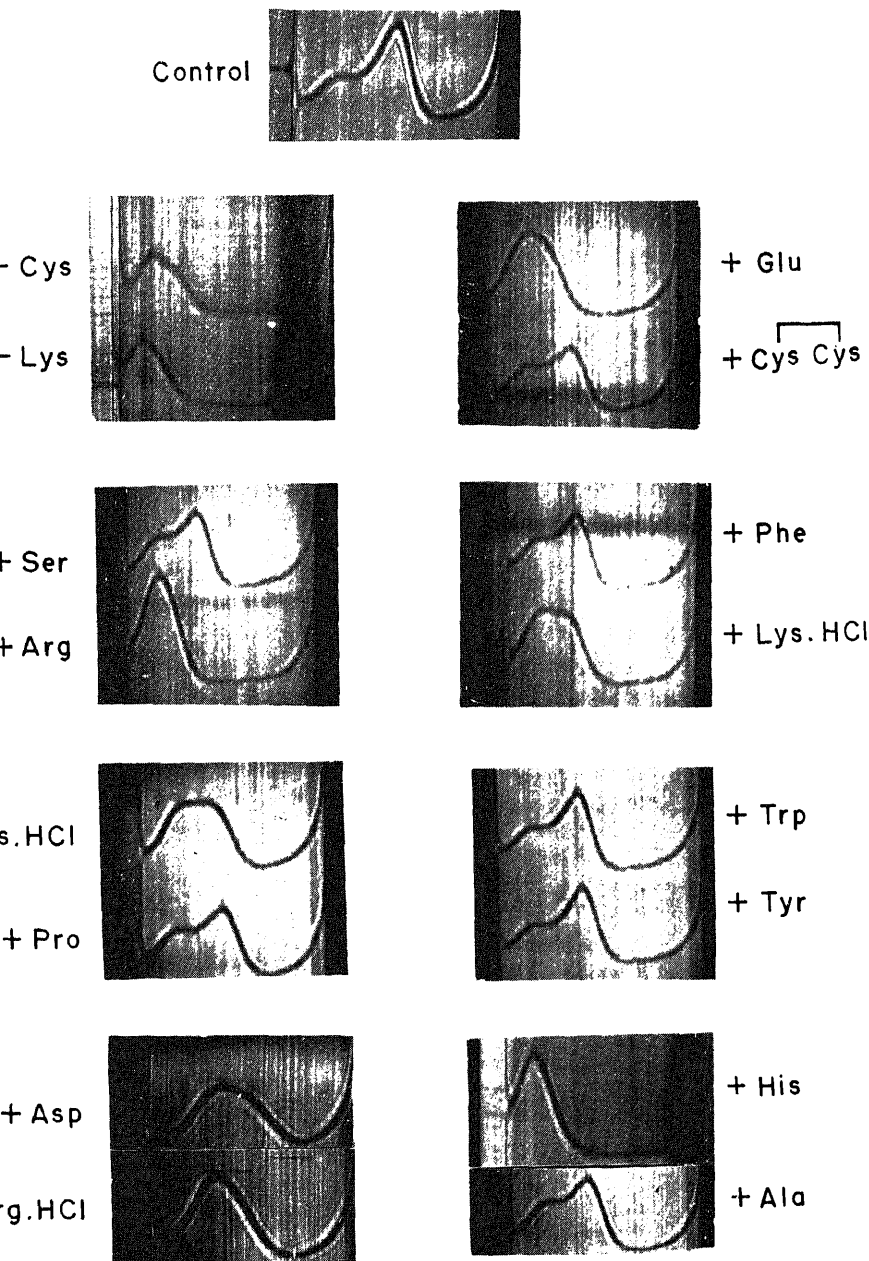 Control
- Cys
- Lys
+ Glu
+ Cys Cys
+ Ser
+ Arg
+ Phe
+ Lys. HCl
s. HCl
+ Pro
+ Trp
+ Tyr
+ Asp
rg. HCl
+ His
+ Ala